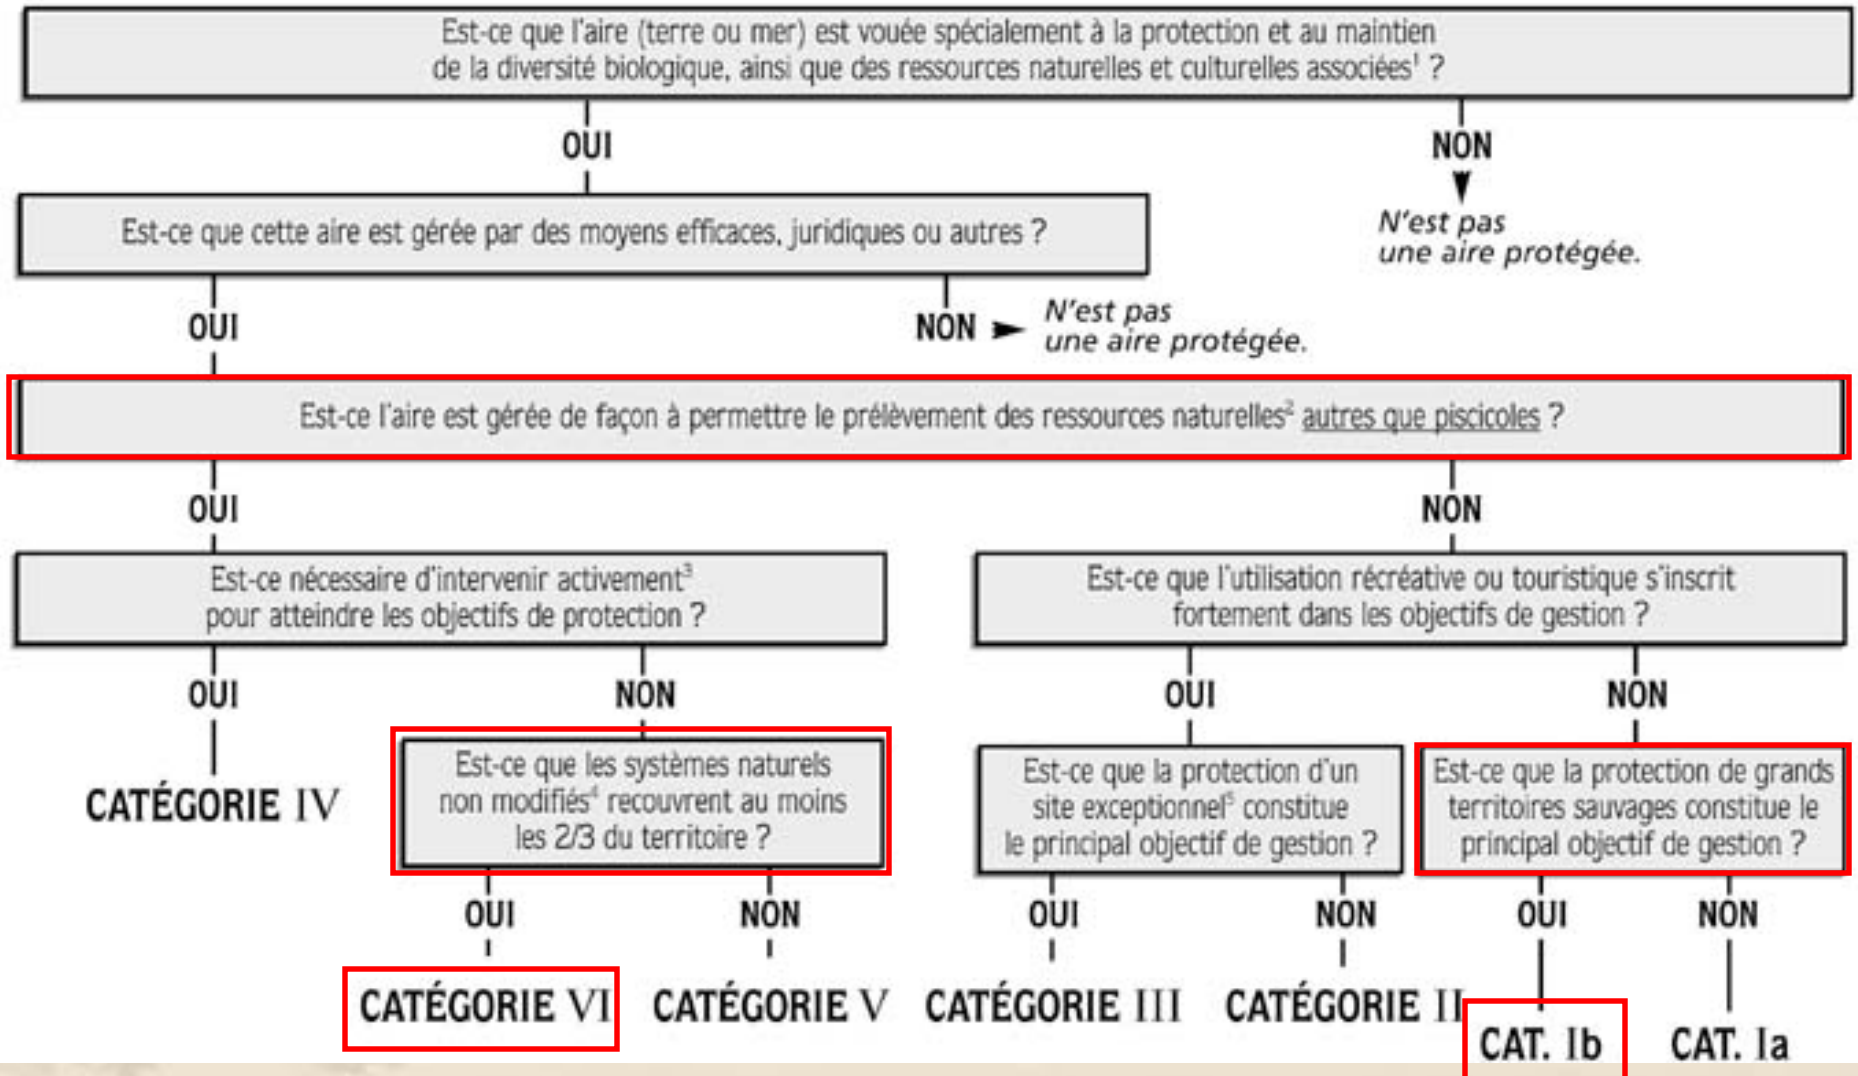 Est-ce que l'aire (terre ou mer) est vouée spécialement à la protection et au maintien
de la diversité biologique, ainsi que des ressources naturelles et culturelles associées¹ ?
OUI
NON
N'est pas
une aire protégée.
Est-ce que cette aire est gérée par des moyens efficaces, juridiques ou autres ?
OUI
NON
N'est pas
une aire protégée.
Est-ce l'aire est gérée de façon à permettre le prélèvement des ressources naturelles² autres que piscicoles ?
OUI
NON
Est-ce nécessaire d'intervenir activement³
pour atteindre les objectifs de protection ?
Est-ce que l'utilisation récréative ou touristique s'inscrit
fortement dans les objectifs de gestion ?
OUI
NON
OUI
NON
CATÉGORIE IV
Est-ce que les systèmes naturels
non modifiés⁴ recouvrent au moins
les 2/3 du territoire ?
Est-ce que la protection d'un
site exceptionnel⁵ constitue
le principal objectif de gestion ?
Est-ce que la protection de grands
territoires sauvages constitue le
principal objectif de gestion ?
OUI
NON
OUI
NON
OUI
NON
CATÉGORIE VI
CATÉGORIE V
CATÉGORIE III
CATÉGORIE II
CAT. Ib
CAT. Ia